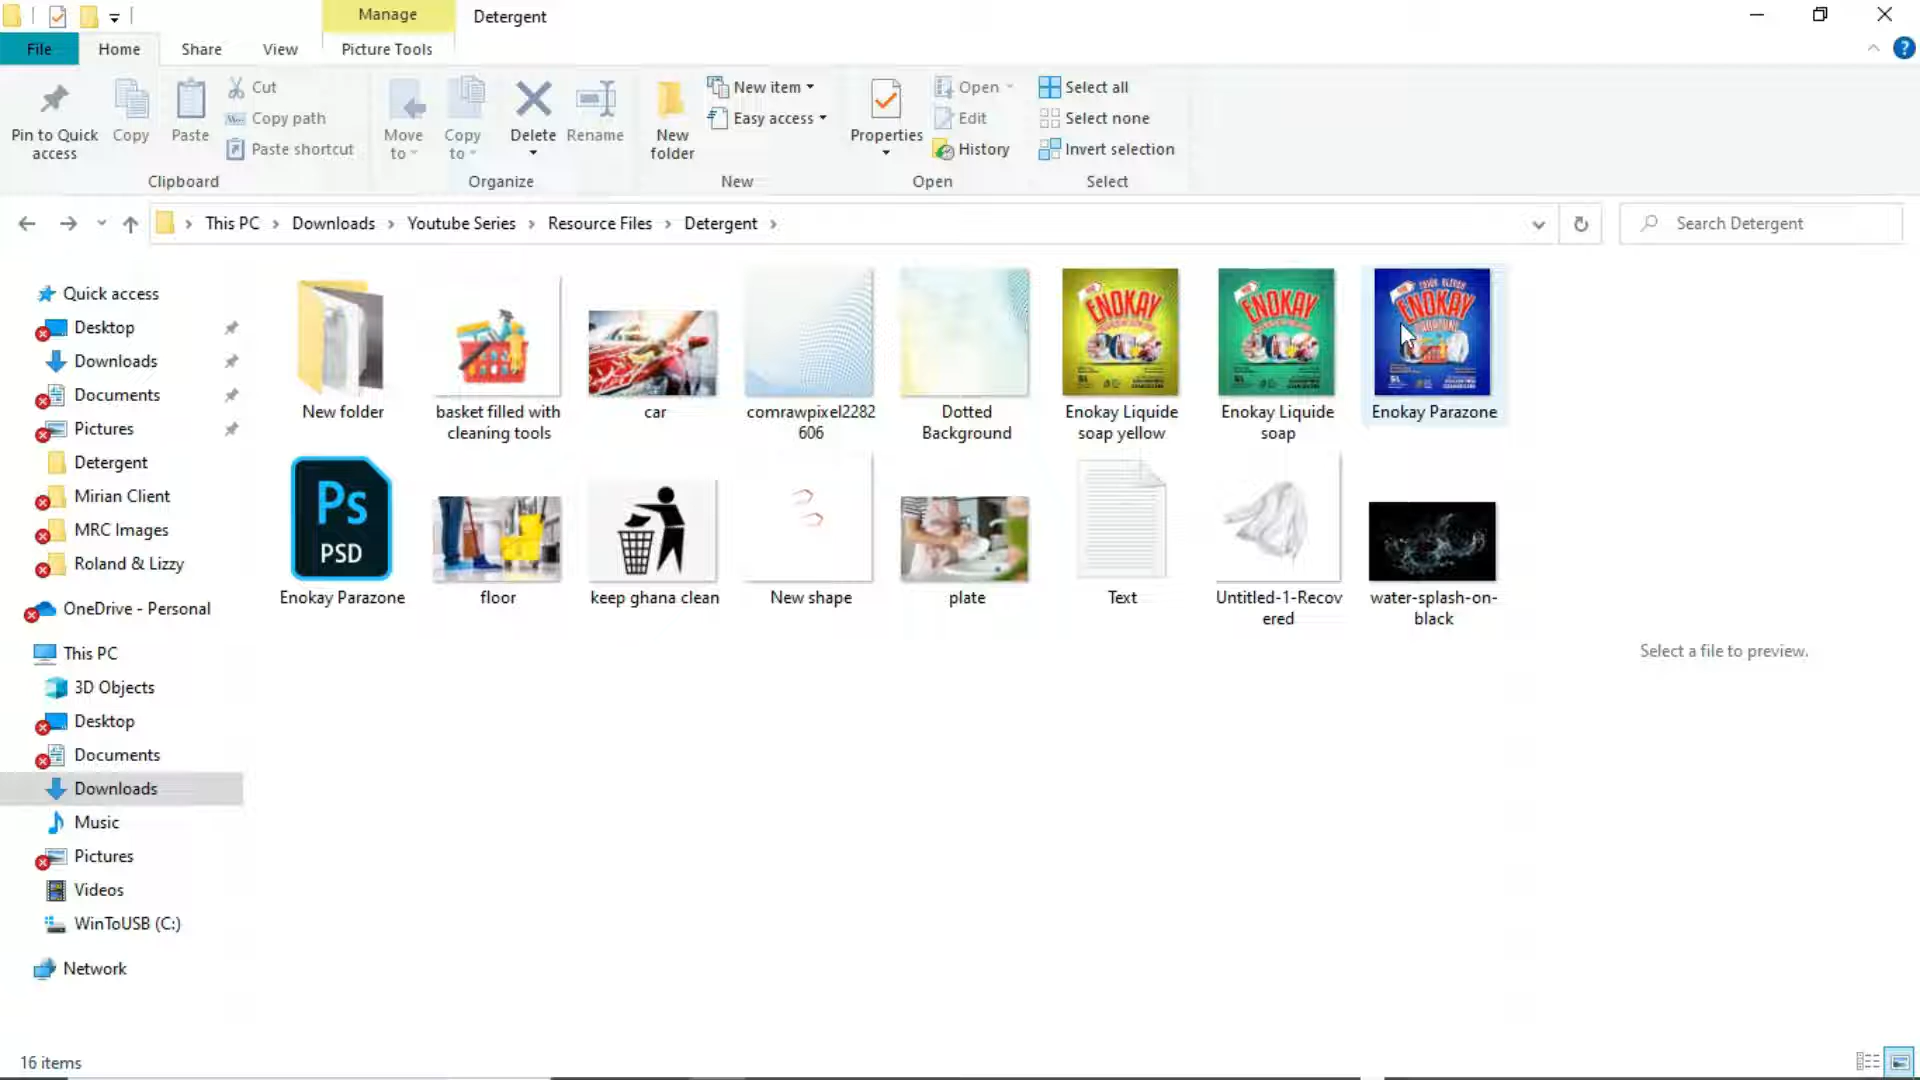 Manage
Detergent
File
Home
Share
View
Picture Tools
Pin to Quick access
Copy
Paste
Cut
Copy path
Paste shortcut
Clipboard
Move to
Copy to
Delete
Rename
Organize
New folder
New item
Easy access
New
Properties
Open
Edit
History
Open
Select all
Select none
Invert selection
Select
This PC
Downloads
Youtube Series
Resource Files
Detergent
Search Detergent
Quick access
Desktop
Downloads
Documents
Pictures
Detergent
Mirian Client
MRC Images
Roland & Lizzy
OneDrive - Personal
This PC
3D Objects
Desktop
Documents
Downloads
Music
Pictures
Videos
WinToUSB (C:)
Network
ENOKAY
ENOKAY
ENOKAY
New folder
basket filled with
cleaning tools
car
comrawpixel2282
606
Dotted
Background
Enokay Liquide
soap yellow
Enokay Liquide
soap
Enokay Parazone
Ps
PSD
Enokay Parazone
floor
keep ghana clean
New shape
plate
Text
Untitled-1-Recov
ered
water-splash-on-
black
Select a file to preview.
16 items